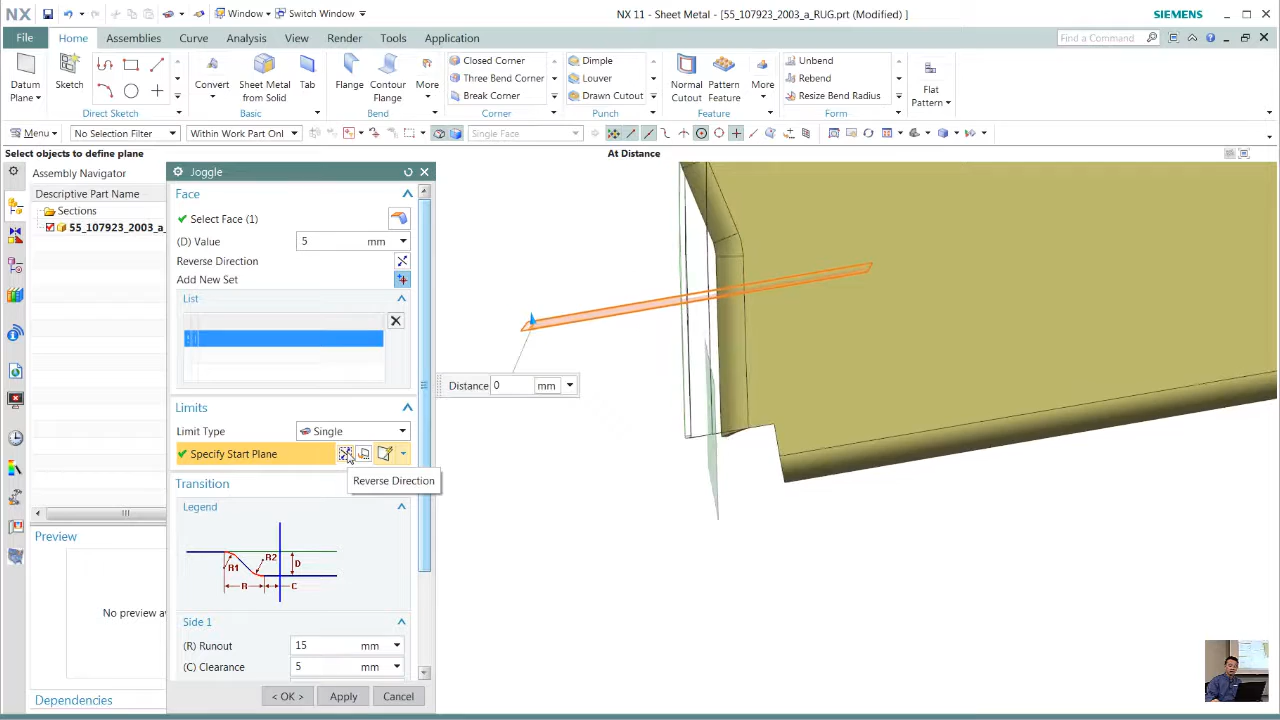 NX Window Switch Window NX 11 - Sheet Metal - [55_107923_2003_a_RUG.prt (Modified) ] SIEMENS
File Home Assemblies Curve Analysis View Render Tools Application Find a Command
Datum Plane Sketch Direct Sketch
Convert Sheet Metal from Solid Tab Basic
Flange Contour Flange More Bend
Closed Corner
Three Bend Corner
Break Corner
Corner
Dimple
Louver
Drawn Cutout
Punch
Normal Cutout Pattern Feature More Feature
Unbend
Rebend
Resize Bend Radius
Form
Flat Pattern
Menu No Selection Filter Within Work Part Onl Single Face
Select objects to define plane At Distance
Assembly Navigator
Descriptive Part Name
Sections
55_107923_2003_a_
Preview
No preview av
Dependencies
Joggle
Face
Select Face (1)
(D) Value 5 mm
Reverse Direction
Add New Set
List
Limits
Limit Type Single
Specify Start Plane
Reverse Direction
Transition
Legend
R1 R2 D
R C
Side 1
(R) Runout 15 mm
(C) Clearance 5 mm
< OK > Apply Cancel
Distance 0 mm